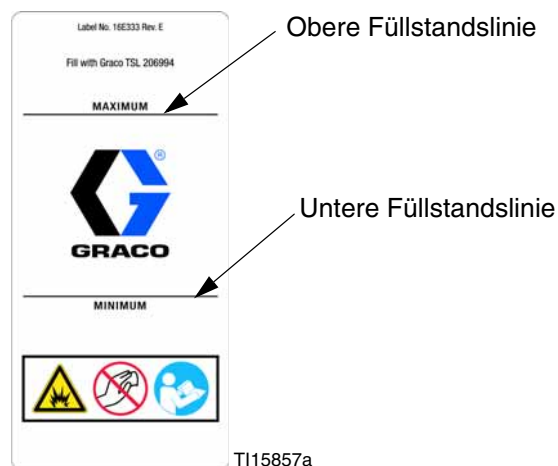 Label No. 16E333 Rev. E
Obere Füllstandslinie
Fill with Graco TSL 206994
MAXIMUM
®
GRACO
Untere Füllstandslinie
MINIMUM
TI15857a